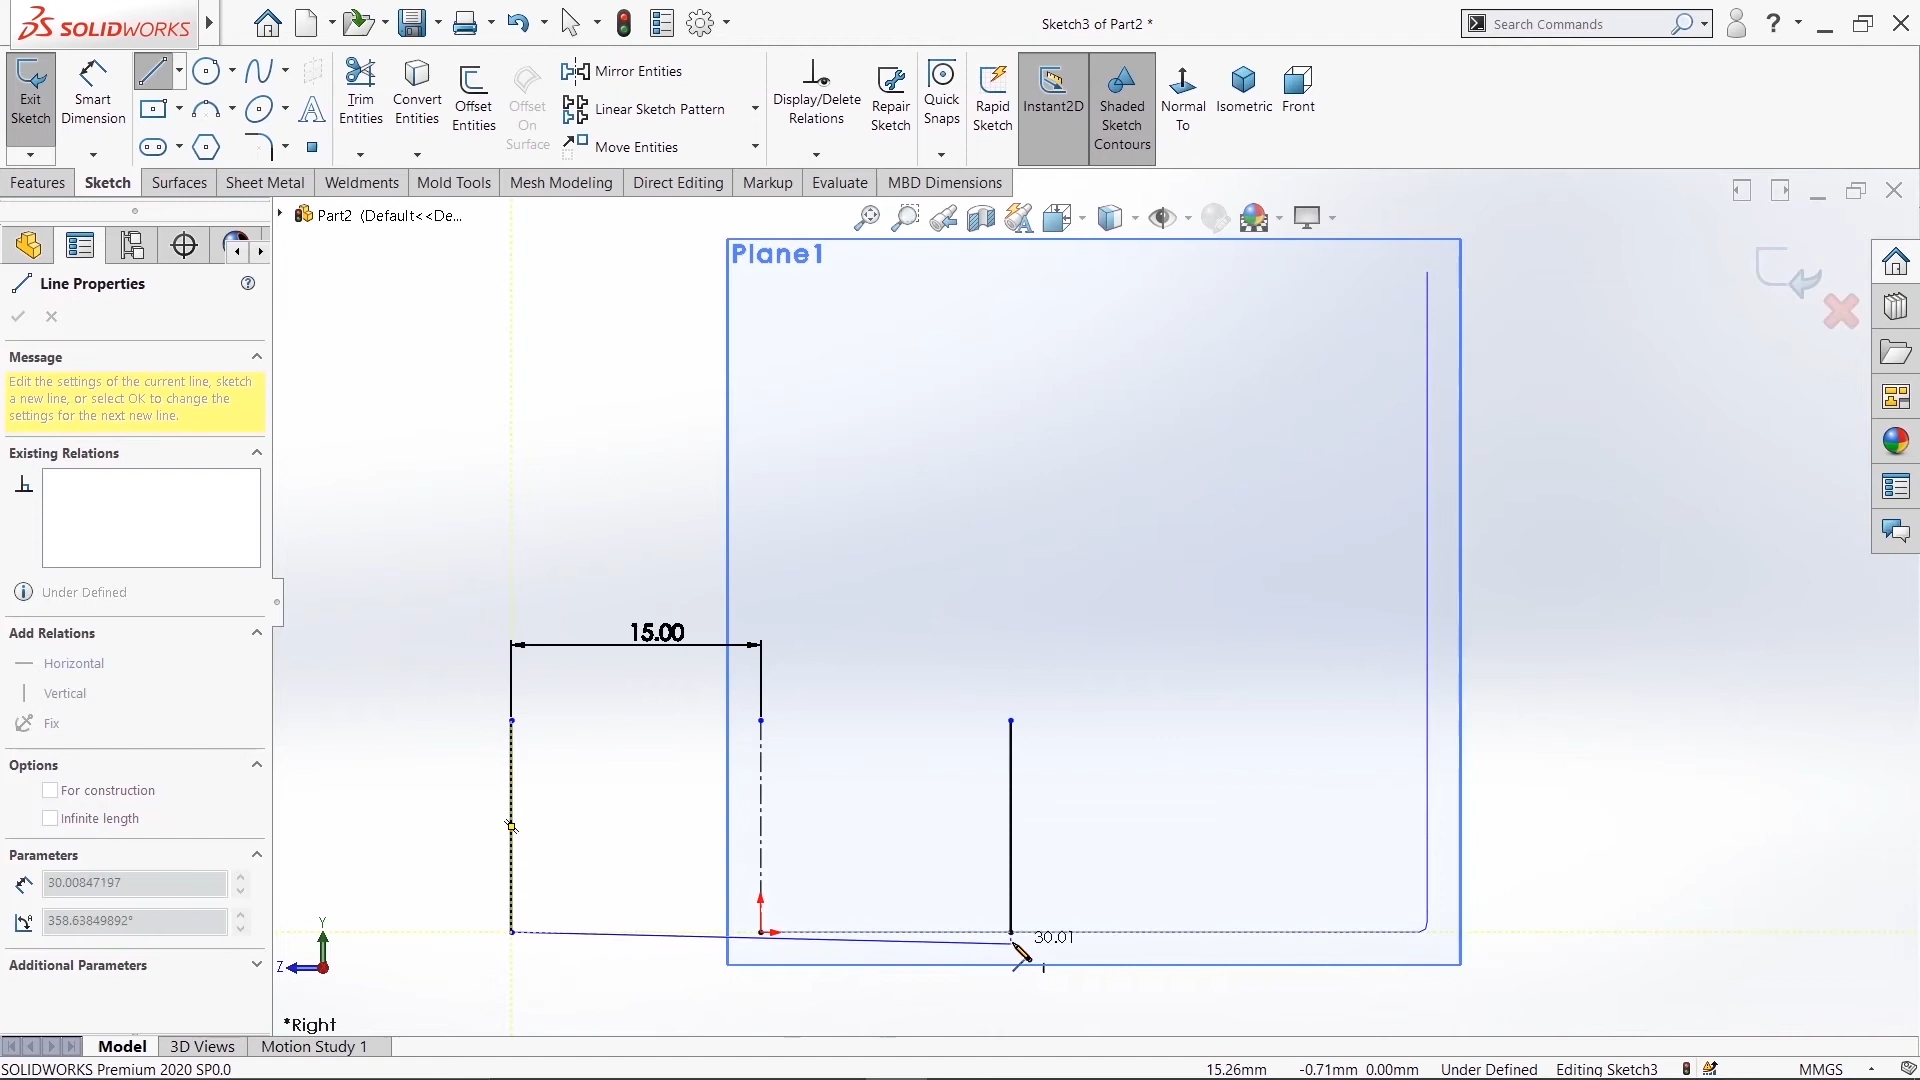 SOLIDWORKS
Sketch3 of Part2 *
Search Commands
?
Exit Sketch
Smart Dimension
Trim Entities
Convert Entities
Offset Entities
Offset On Surface
Mirror Entities
Linear Sketch Pattern
Move Entities
Display/Delete Relations
Repair Sketch
Quick Snaps
Rapid Sketch
Instant2D
Shaded Sketch Contours
Normal To
Isometric
Front
Features
Sketch
Surfaces
Sheet Metal
Weldments
Mold Tools
Mesh Modeling
Direct Editing
Markup
Evaluate
MBD Dimensions
Part2 (Default<<De...
Plane1
Line Properties
Message
Edit the settings of the current line, sketch
a new line, or select OK to change the
settings for the next new line.
Existing Relations
Under Defined
Add Relations
Horizontal
Vertical
Fix
Options
For construction
Infinite length
Parameters
30.00847197
358.63849892°
Additional Parameters
15.00
30.01
Y
Z
*Right
Model
3D Views
Motion Study 1
SOLIDWORKS Premium 2020 SP0.0
15.26mm
-0.71mm
0.00mm
Under Defined
Editing Sketch3
MMGS